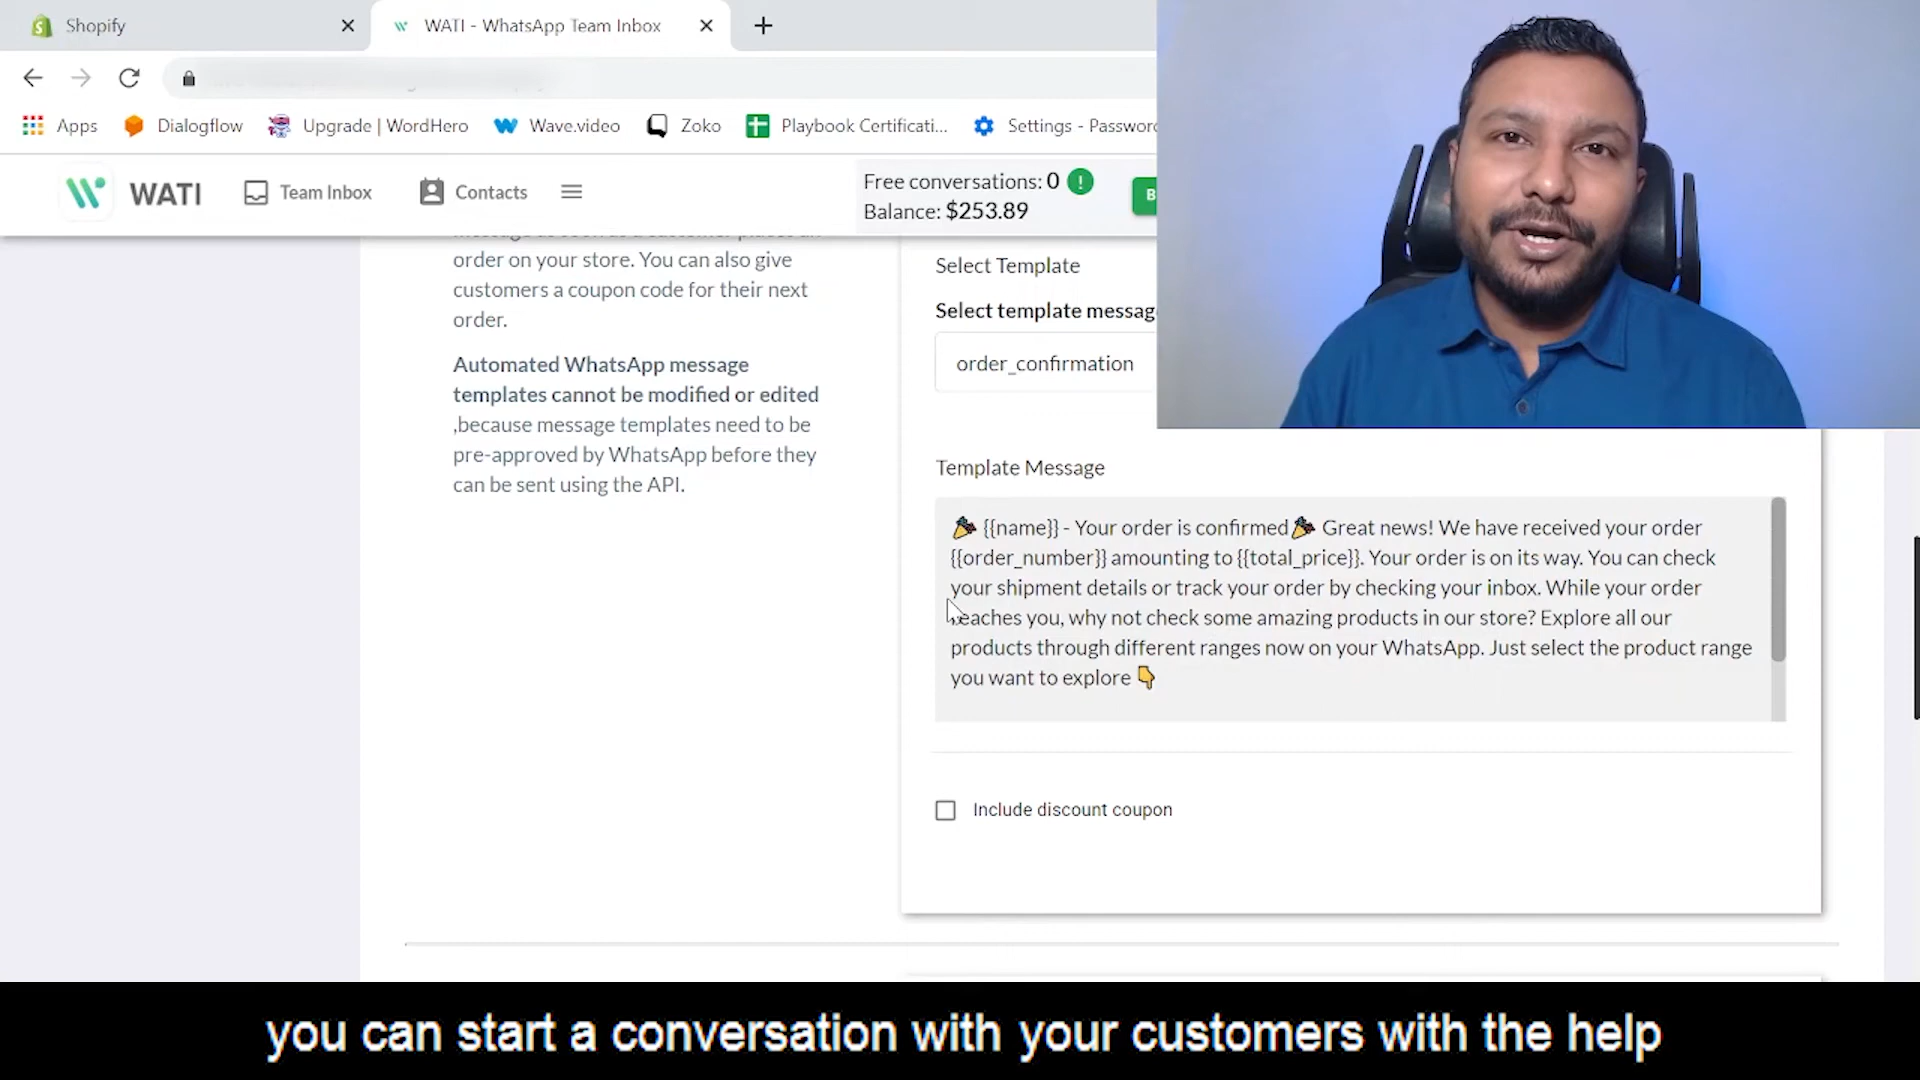 Shopify
WATI - WhatsApp Team Inbox
Apps
Dialogflow
Upgrade | WordHero
Wave.video
Zoko
Playbook Certificati...
Settings - Password
WATI
Team Inbox
Contacts
Free conversations: 0
Balance: $253.89
order on your store. You can also give
customers a coupon code for their next
order.
Automated WhatsApp message
templates cannot be modified or edited
,because message templates need to be
pre-approved by WhatsApp before they
can be sent using the API.
Select Template
Select template message
order_confirmation
Template Message
🎉 {{name}} - Your order is confirmed🎉 Great news! We have received your order
{{order_number}} amounting to {{total_price}}. Your order is on its way. You can check
your shipment details or track your order by checking your inbox. While your order
reaches you, why not check some amazing products in our store? Explore all our
products through different ranges now on your WhatsApp. Just select the product range
you want to explore 👇
Include discount coupon
you can start a conversation with your customers with the help